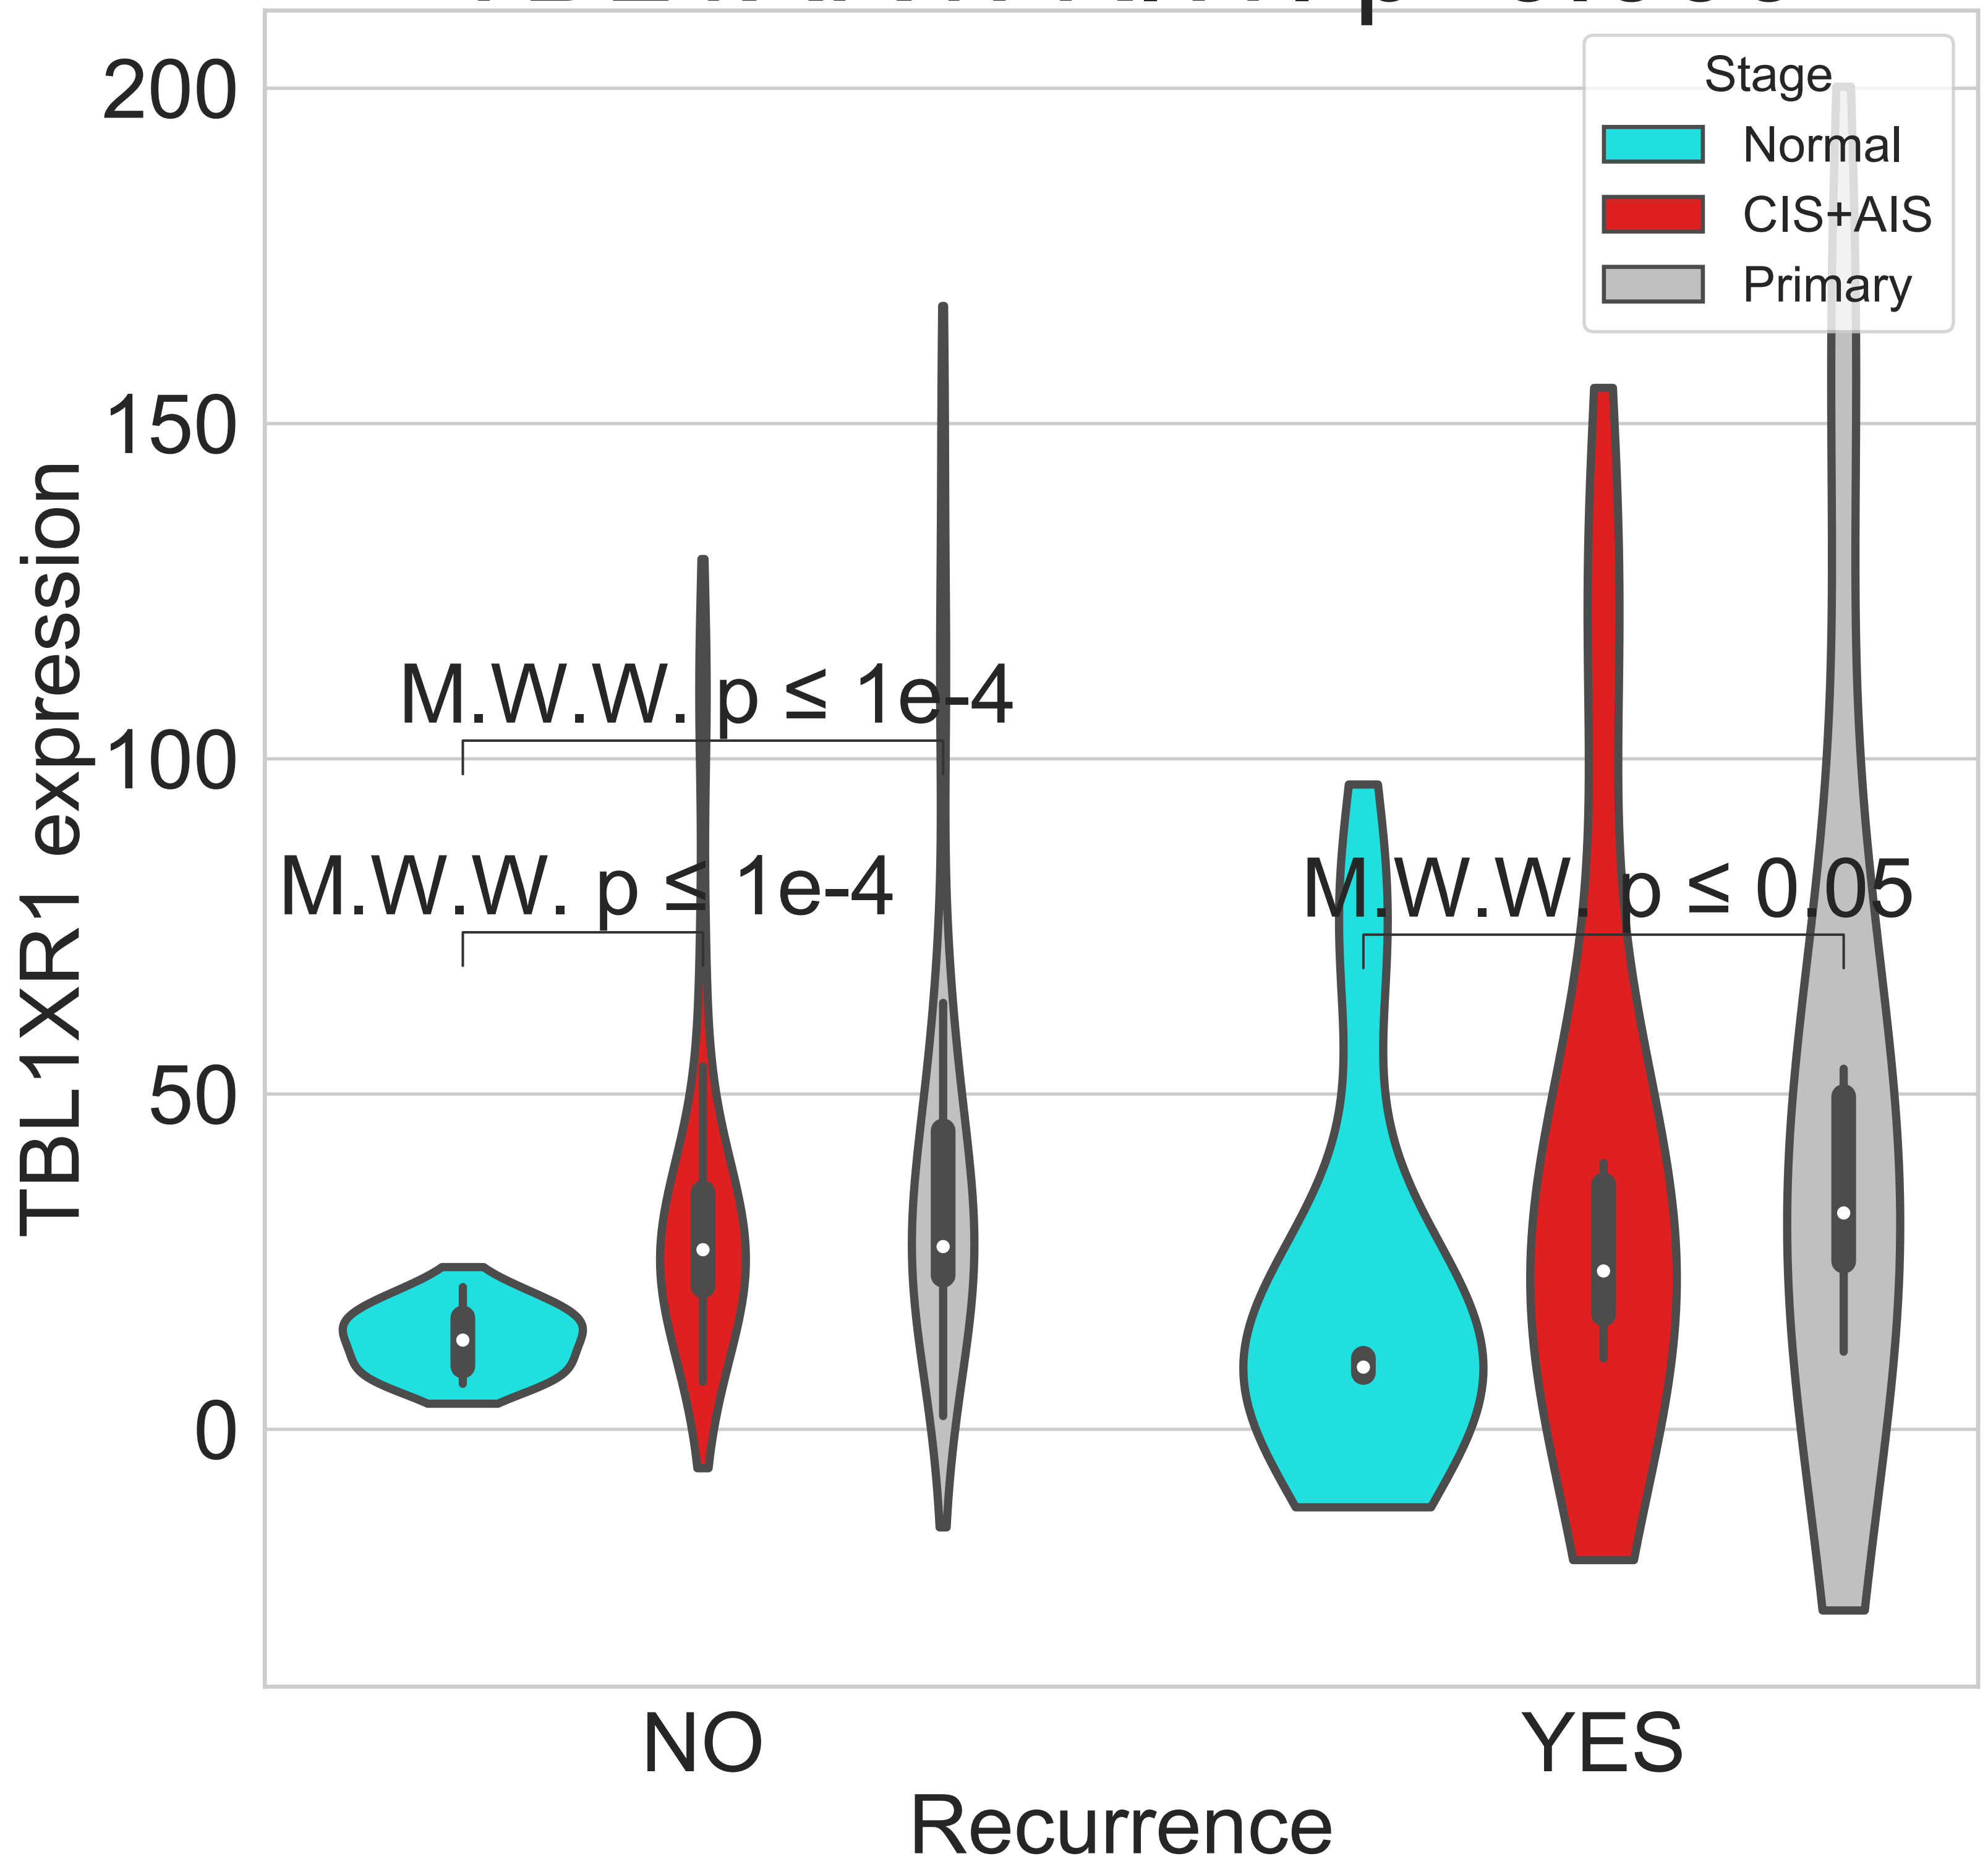 200
150
100
50
0
TBL1XR1 expression
Stage
Normal
CIS+AIS
Primary
M.W.W. p ≤ 1e-4
M.W.W. p ≤ 1e-4
M.W.W. p ≤ 0.05
NO
YES
Recurrence